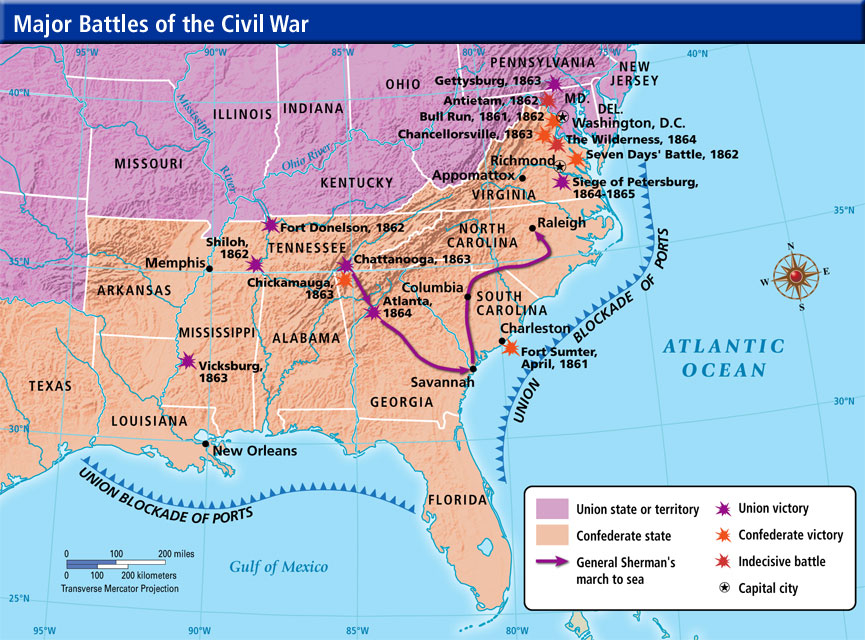 Major Battles of the Civil War
95°W
90°W
85°W
80°W
75°W
40°N
PENNSYLVANIA
NEW
JERSEY
Gettysburg, 1863
OHIO
40°N
Antietam, 1862
MD.
DEL.
ILLINOIS
INDIANA
Bull Run, 1861, 1862
Washington, D.C.
Mississippi
River
Chancellorsville, 1863
The Wilderness, 1864
Ohio River
Seven Days' Battle, 1862
MISSOURI
Richmond
Appomattox
KENTUCKY
Siege of Petersburg,
1864-1865
VIRGINIA
35°N
Fort Donelson, 1862
Raleigh
Shiloh,
1862
TENNESSEE
NORTH
CAROLINA
Chattanooga, 1863
35°N
Memphis
Chickamauga,
1863
Columbia
ARKANSAS
Atlanta,
1864
SOUTH
CAROLINA
MISSISSIPPI
ALABAMA
Charleston
UNION BLOCKADE OF PORTS
N
W
E
S
Fort Sumter,
April, 1861
ATLANTIC
OCEAN
Vicksburg,
1863
Savannah
TEXAS
GEORGIA
30°N
LOUISIANA
30°N
New Orleans
UNION BLOCKADE OF PORTS
FLORIDA
Gulf of Mexico
0 100 200 miles
0 100 200 kilometers
Transverse Mercator Projection
25°N
95°W
90°W
85°W
80°W
Union state or territory
Confederate state
General Sherman's
march to sea
Union victory
Confederate victory
Indecisive battle
Capital city